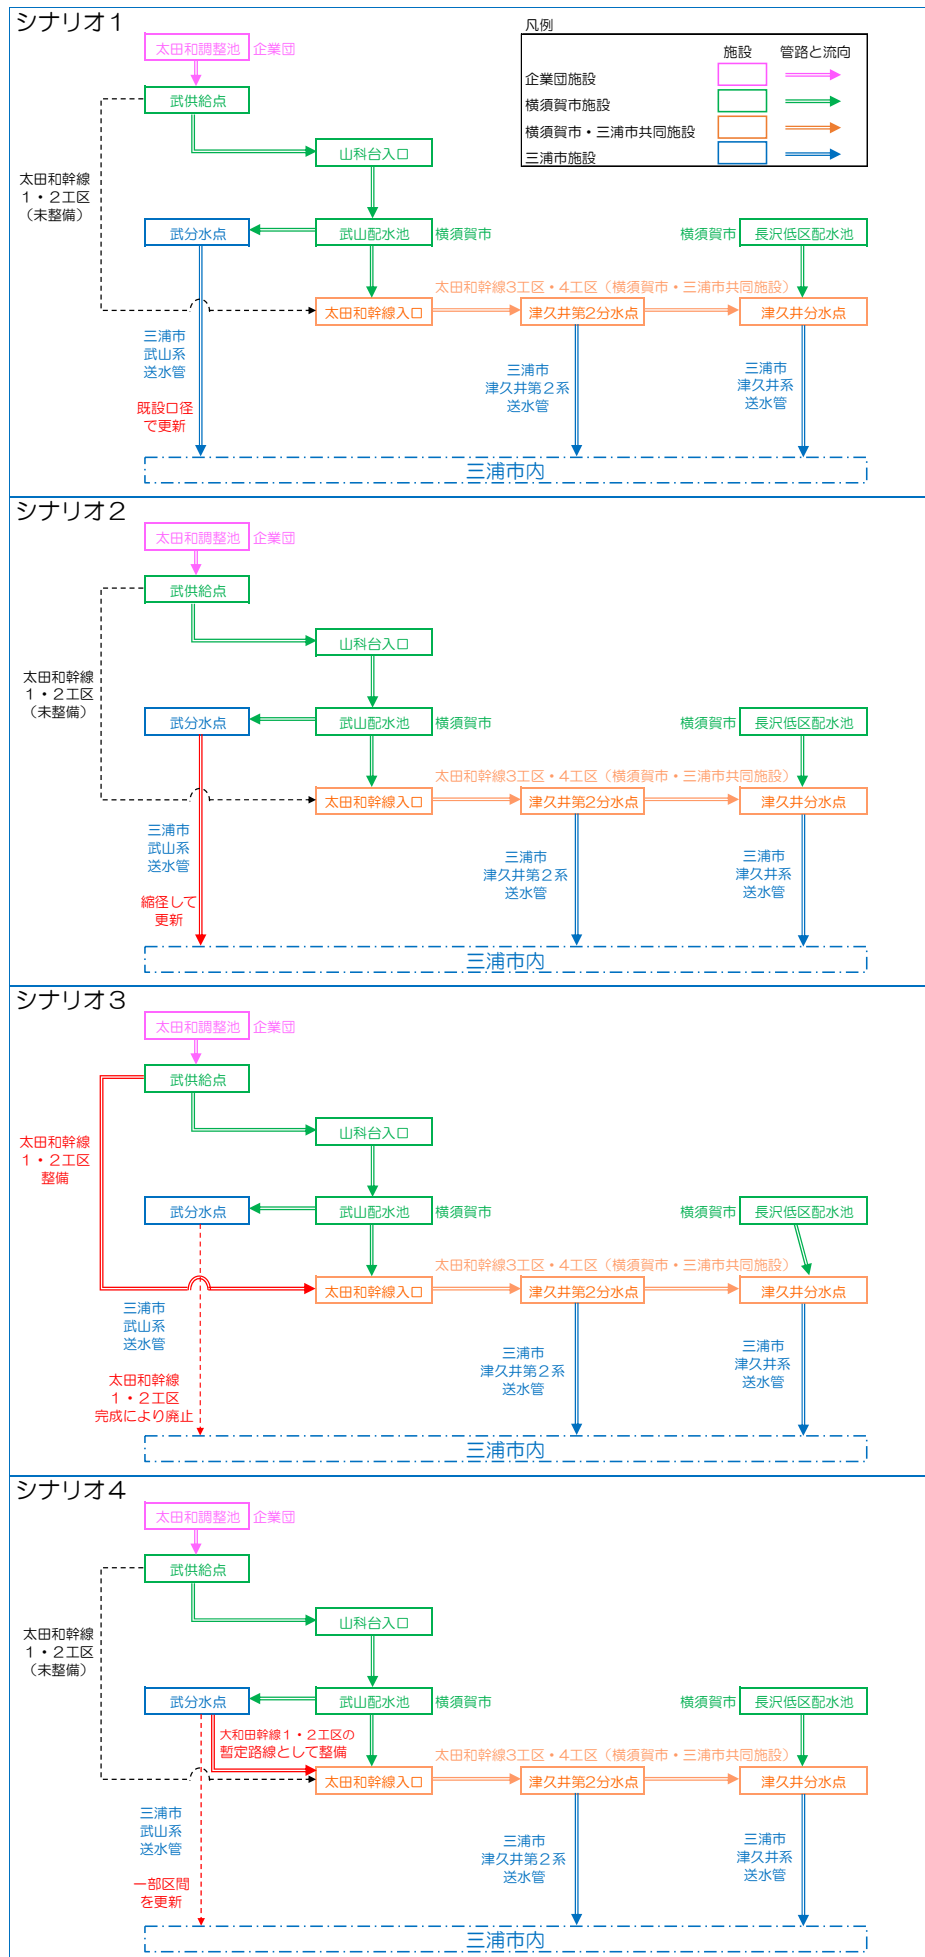 シナリオ1
太田和調整池 企業団
武供給点
山科台入口
太田和幹線
1・2工区
（未整備）
武分水点
武山配水池 横須賀市
横須賀市 長沢低区配水池
太田和幹線3工区・4工区（横須賀市・三浦市共同施設）
太田和幹線入口
津久井第2分水点
津久井分水点
三浦市
武山系
送水管
既設口径
で更新
三浦市
津久井第2系
送水管
三浦市
津久井系
送水管
三浦市内
凡例
施設 管路と流向
企業団施設
横須賀市施設
横須賀市・三浦市共同施設
三浦市施設
シナリオ2
太田和調整池 企業団
武供給点
山科台入口
太田和幹線
1・2工区
（未整備）
武分水点
武山配水池 横須賀市
横須賀市 長沢低区配水池
太田和幹線3工区・4工区（横須賀市・三浦市共同施設）
太田和幹線入口
津久井第2分水点
津久井分水点
三浦市
武山系
送水管
縮径して
更新
三浦市
津久井第2系
送水管
三浦市
津久井系
送水管
三浦市内
シナリオ3
太田和調整池 企業団
武供給点
山科台入口
太田和幹線
1・2工区
整備
武分水点
武山配水池 横須賀市
横須賀市 長沢低区配水池
太田和幹線3工区・4工区（横須賀市・三浦市共同施設）
太田和幹線入口
津久井第2分水点
津久井分水点
三浦市
武山系
送水管
太田和幹線
1・2工区
完成により廃止
三浦市
津久井第2系
送水管
三浦市
津久井系
送水管
三浦市内
シナリオ4
太田和調整池 企業団
武供給点
山科台入口
太田和幹線
1・2工区
（未整備）
武分水点
武山配水池 横須賀市
横須賀市 長沢低区配水池
大和田幹線1・2工区の
暫定路線として整備
太田和幹線3工区・4工区（横須賀市・三浦市共同施設）
太田和幹線入口
津久井第2分水点
津久井分水点
三浦市
武山系
送水管
一部区間
を更新
三浦市
津久井第2系
送水管
三浦市
津久井系
送水管
三浦市内